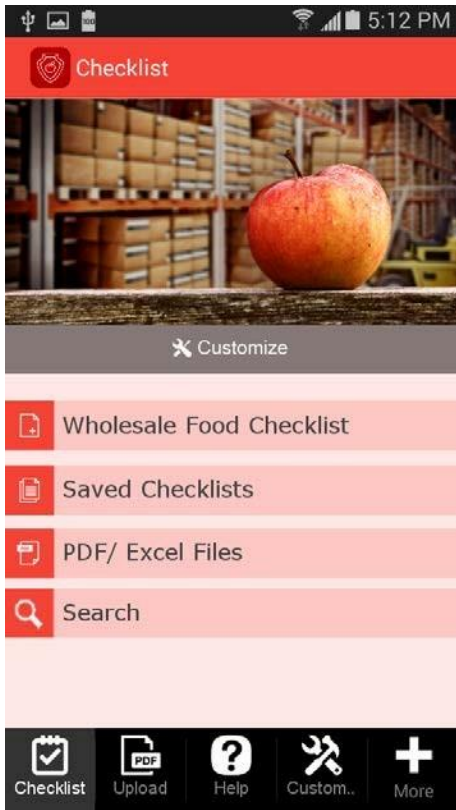 5:12 PM
Checklist
Customize
Wholesale Food Checklist
Saved Checklists
PDF/ Excel Files
Search
PDF
Checklist Upload Help Custom.. More